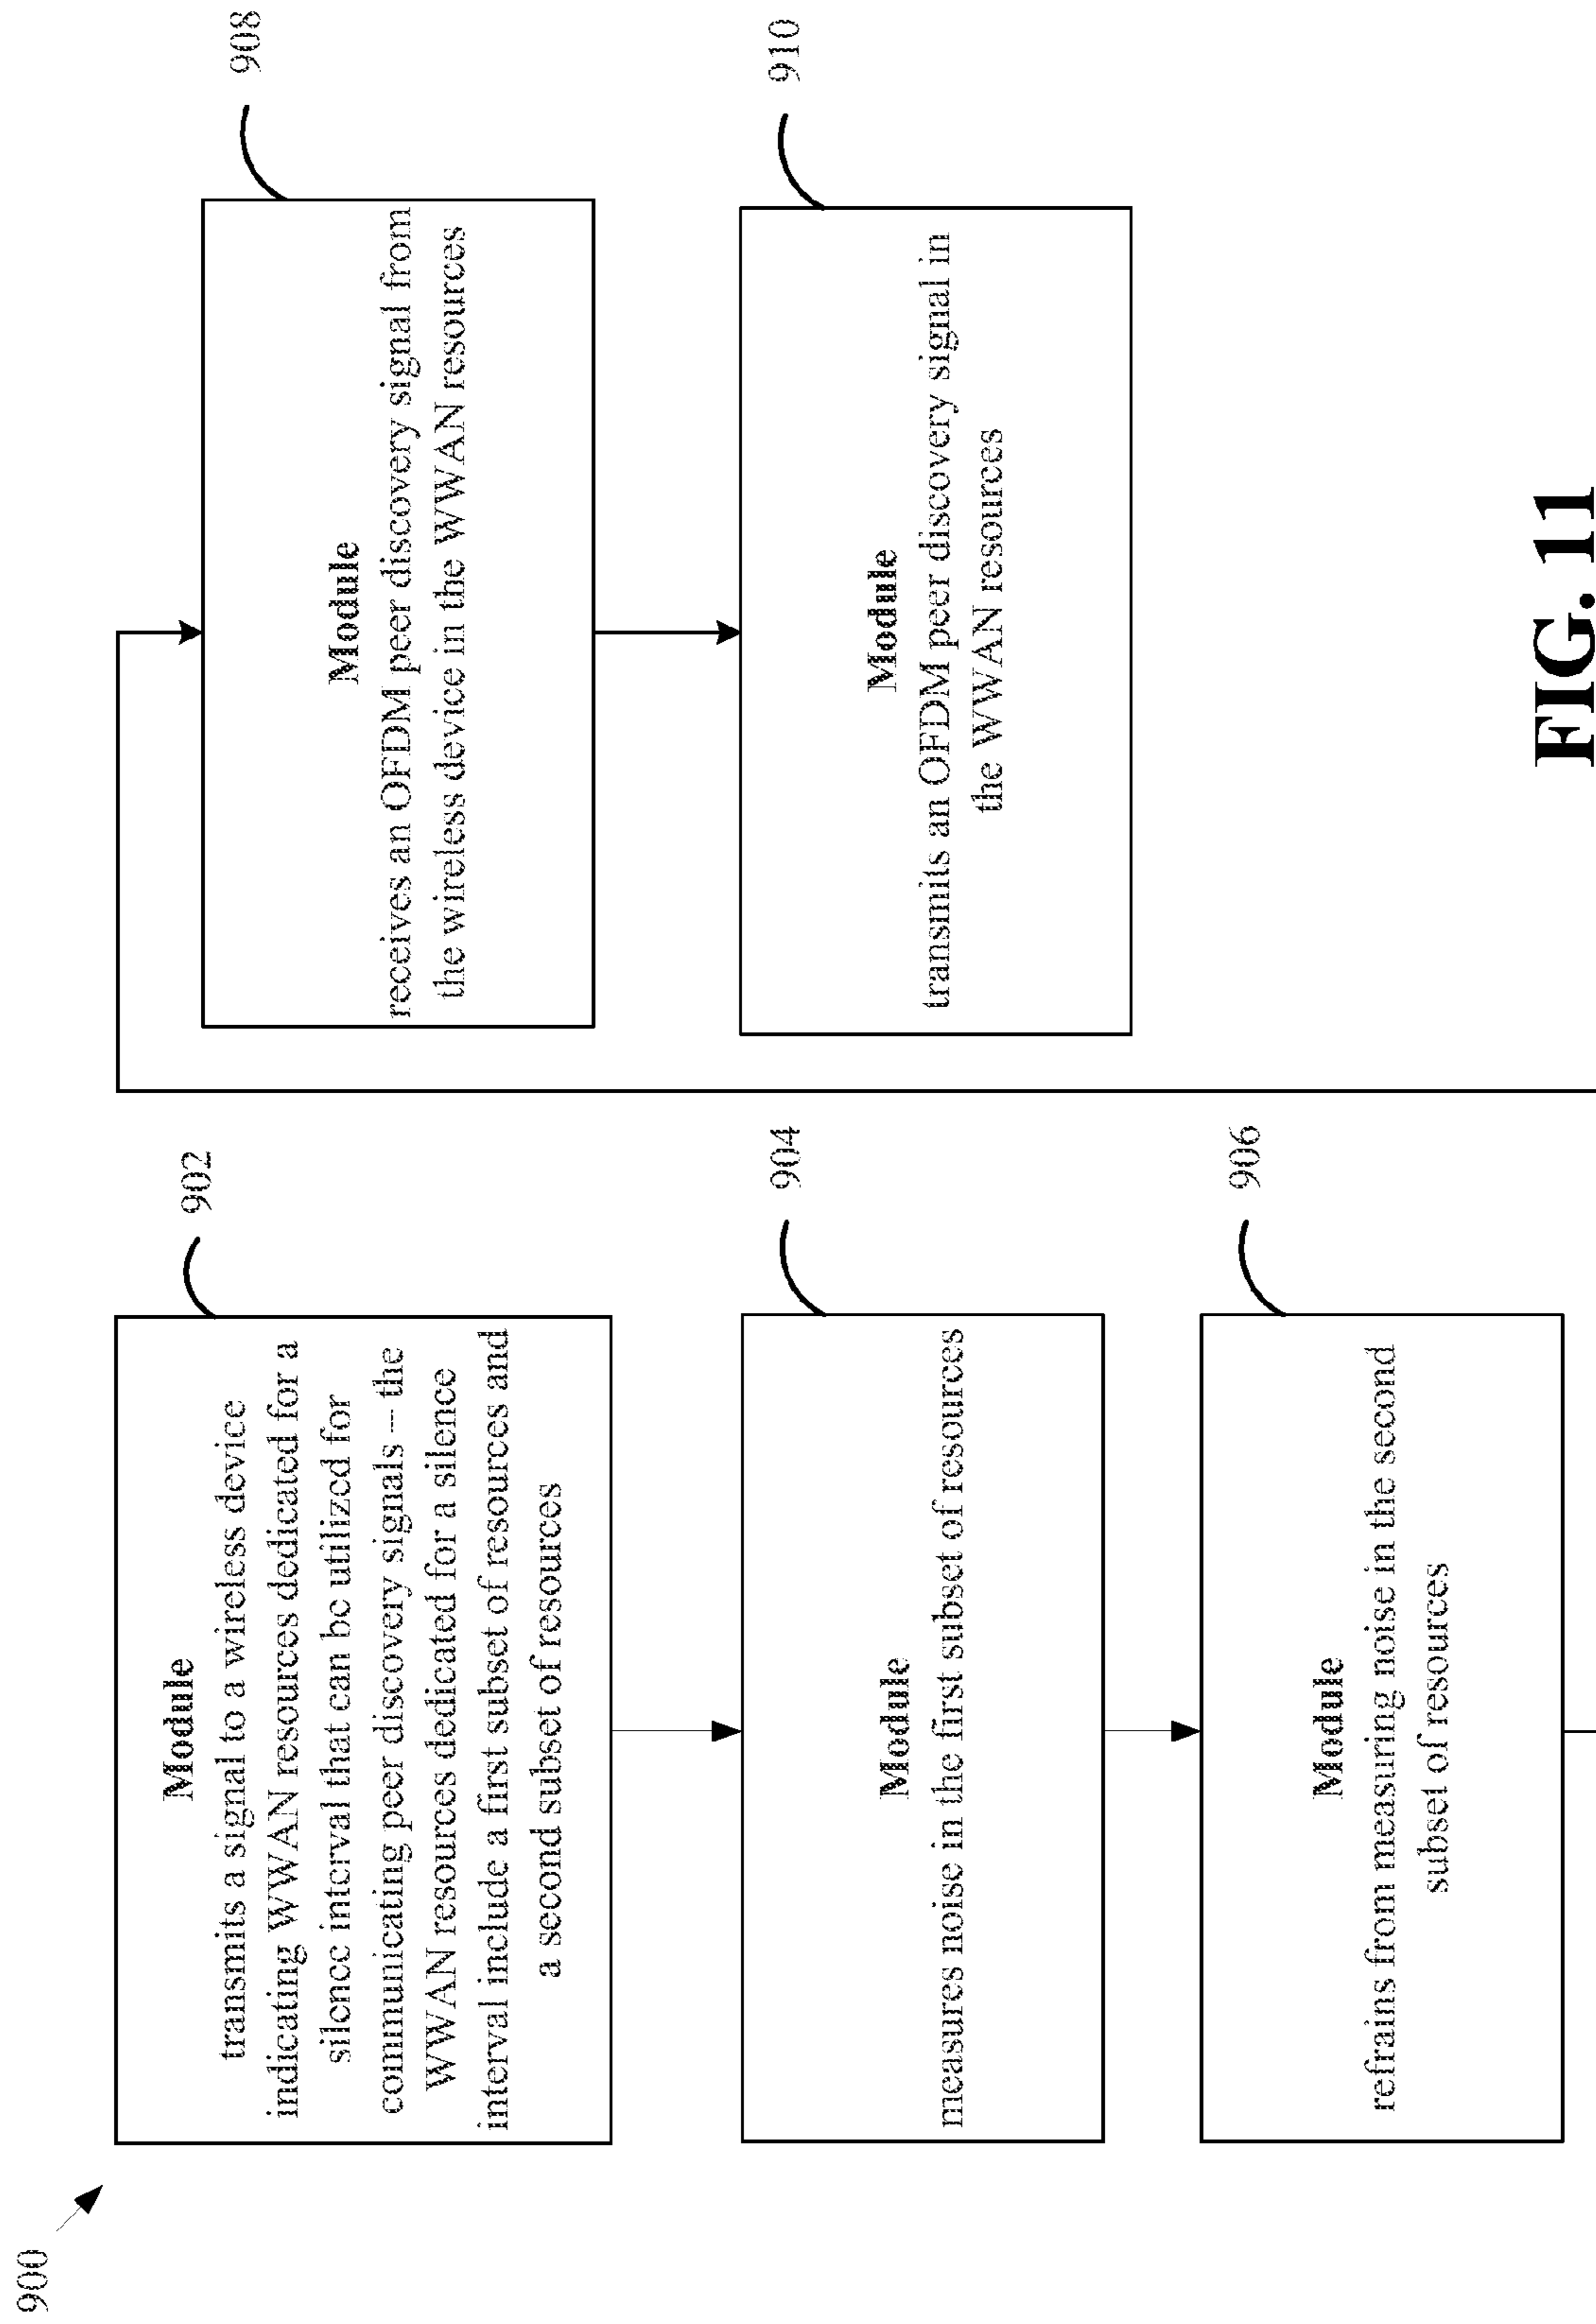 900
902
Module
transmits a signal to a wireless device
indicating WWAN resources dedicated for a
silence interval that can be utilized for
communicating peer discovery signals -- the
WWAN resources dedicated for a silence
interval include a first subset of resources and
a second subset of resources
904
Module
measures noise in the first subset of resources
906
Module
refrains from measuring noise in the second
subset of resources
908
Module
receives an OFDM peer discovery signal from
the wireless device in the WWAN resources
910
Module
transmits an OFDM peer discovery signal in
the WWAN resources
FIG. 11